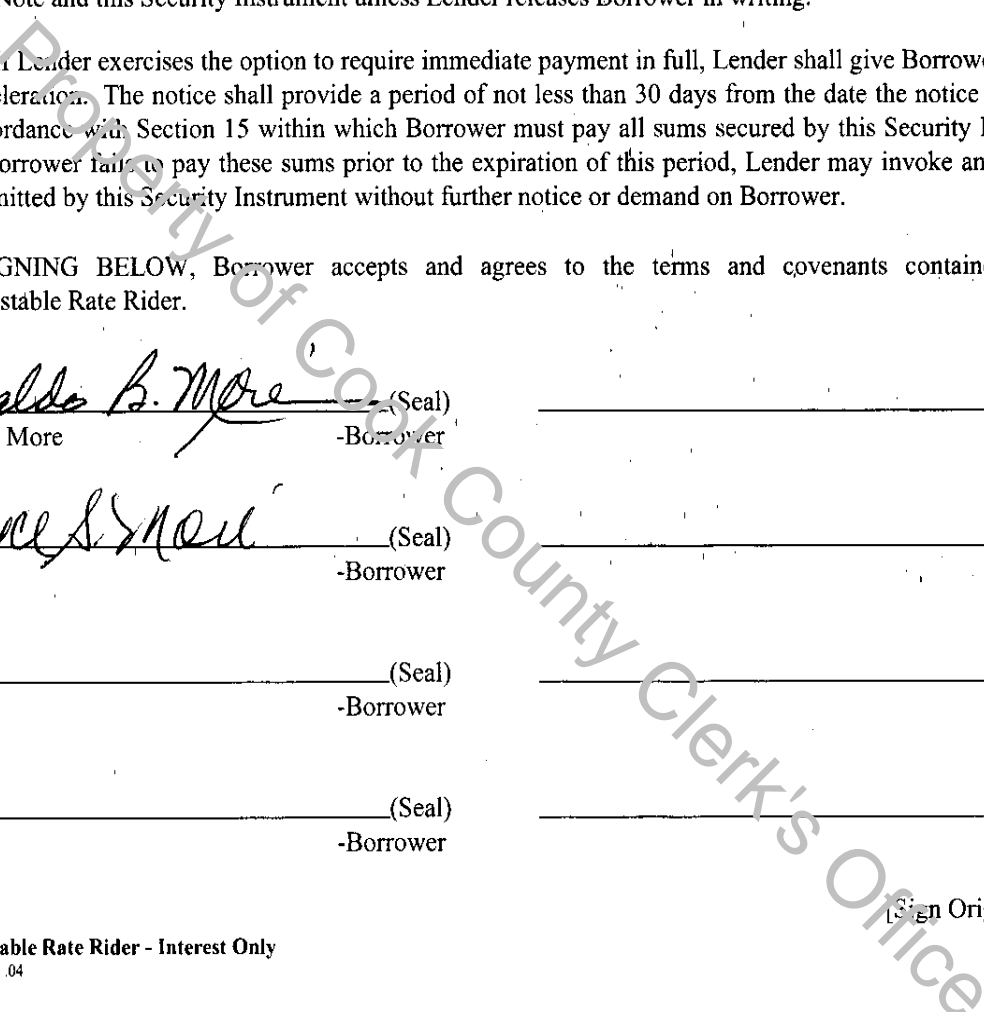 Note and this Security Instrument unless Lender releases Borrower in writing.
Lender exercises the option to require immediate payment in full, Lender shall give Borrowe
leration. The notice shall provide a period of not less than 30 days from the date the notice
ordance with Section 15 within which Borrower must pay all sums secured by this Security I
orrower fails to pay these sums prior to the expiration of this period, Lender may invoke an
nitted by this Security Instrument without further notice or demand on Borrower.
GNING BELOW, Borrower accepts and agrees to the terms and covenants containe
stable Rate Rider.
aldo B. More (Seal)
More -Borrower
S. More (Seal)
-Borrower
(Seal)
-Borrower
(Seal)
-Borrower
[Sign Ori
able Rate Rider - Interest Only
.04
Property of Cook County Clerk's Office